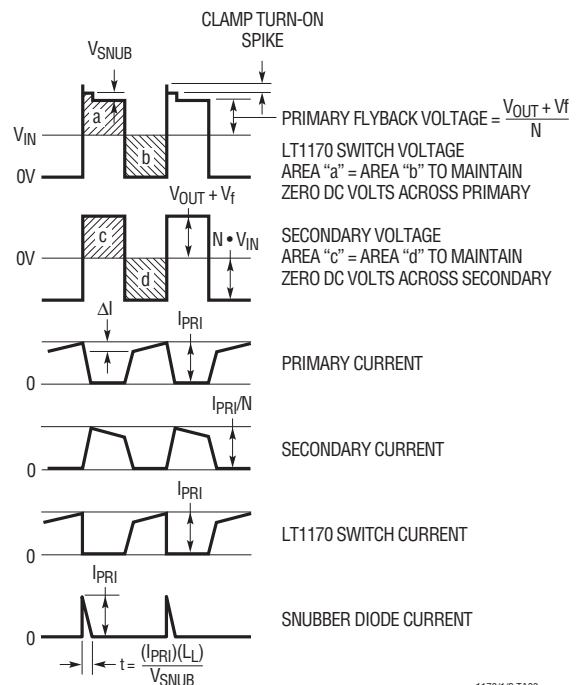 CLAMP TURN-ON
SPIKE
VSNUB
a
b
VIN
0V
PRIMARY FLYBACK VOLTAGE = VOUT + Vf
N
LT1170 SWITCH VOLTAGE
AREA “a” = AREA “b” TO MAINTAIN
ZERO DC VOLTS ACROSS PRIMARY
VOUT + Vf
c
d
N • VIN
0V
SECONDARY VOLTAGE
AREA “c” = AREA “d” TO MAINTAIN
ZERO DC VOLTS ACROSS SECONDARY
∆I
IPRI
0
PRIMARY CURRENT
IPRI/N
0
SECONDARY CURRENT
IPRI
0
LT1170 SWITCH CURRENT
IPRI
0
SNUBBER DIODE CURRENT
t = (IPRI)(LL)
VSNUB